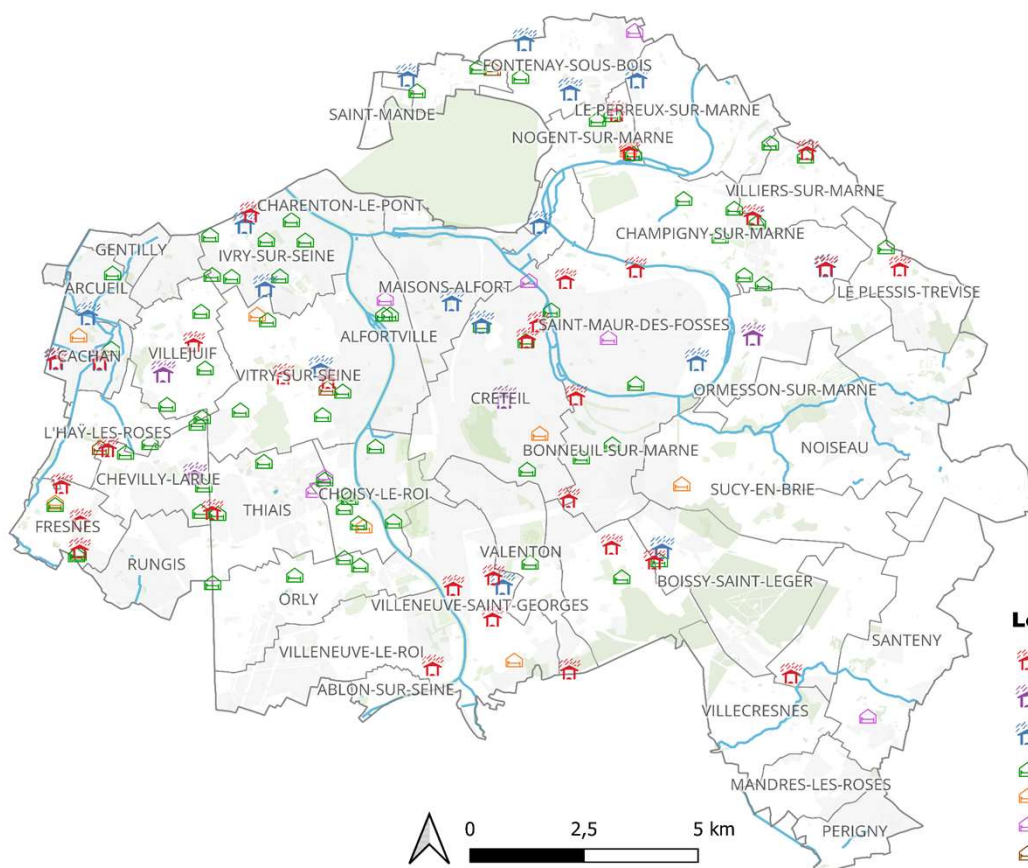 FONTENAY-SOUS-BOIS
SAINT-MANDE
LE PERREUX-SUR-MARNE
NOGENT-SUR-MARNE
VILLIERS-SUR-MARNE
CHARENTON-LE-PONT
CHAMPIGNY-SUR-MARNE
GENTILLY
IVRY-SUR-SEINE
ARCUEIL
MAISONS-ALFORT
LE PLESSIS-TREVISE
ALFORTVILLE
SAINT-MAUR-DES-FOSSES
CACHAN
VILLEJUIF
VITRY-SUR-SEINE
ORMESSON-SUR-MARNE
CRETEIL
L'HAŸ-LES-ROSES
NOISEAU
BONNEUIL-SUR-MARNE
CHEVILLY-LARUE
SUCY-EN-BRIE
CHOISY-LE-ROI
THIAIS
FRESNES
VALENTON
RUNGIS
BOISSY-SAINT-LEGER
ORLY
VILLENEUVE-SAINT-GEORGES
SANTENY
VILLENEUVE-LE-ROI
ABLON-SUR-SEINE
VILLECRESNES
MANDRES-LES-ROSES
PERIGNY
0 2,5 5 km